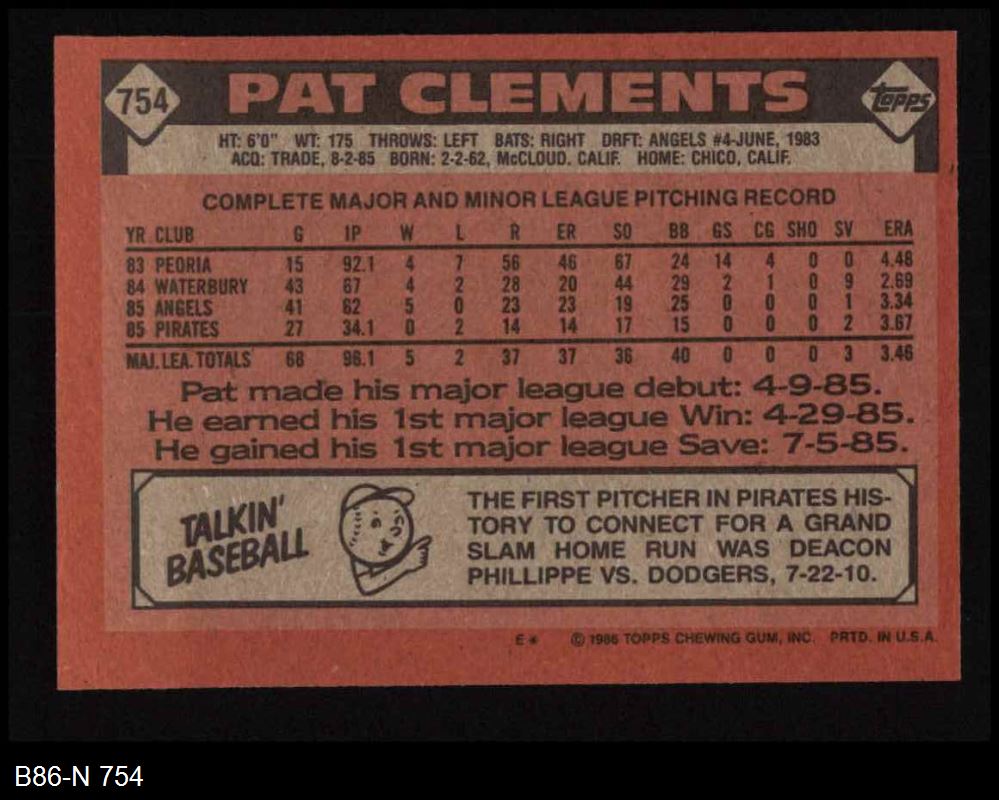 754
PAT CLEMENTS
topps
HT: 6'0" WT: 175 THROWS: LEFT BATS: RIGHT DRFT: ANGELS #4-JUNE, 1983
ACQ: TRADE, 8-2-85 BORN: 2-2-62, McCLOUD. CALIF. HOME: CHICO, CALIF.
COMPLETE MAJOR AND MINOR LEAGUE PITCHING RECORD
YR CLUB G IP W L R ER SO BB GS CG SHO SV ERA
83 PEORIA 15 92.1 4 7 56 46 67 24 14 4 0 0 4.48
84 WATERBURY 43 67 4 2 28 20 44 29 2 1 0 9 2.69
85 ANGELS 41 62 5 0 23 23 19 25 0 0 0 1 3.34
85 PIRATES 27 34.1 0 2 14 14 17 15 0 0 0 2 3.67
MAJ. LEA. TOTALS 68 96.1 5 2 37 37 36 40 0 0 0 3 3.46
Pat made his major league debut: 4-9-85.
He earned his 1st major league Win: 4-29-85.
He gained his 1st major league Save: 7-5-85.
TALKIN'
BASEBALL
THE FIRST PITCHER IN PIRATES HIS-
TORY TO CONNECT FOR A GRAND
SLAM HOME RUN WAS DEACON
PHILLIPPE VS. DODGERS, 7-22-10.
E* © 1986 TOPPS CHEWING GUM, INC. PRTD. IN U.S.A.
B86-N 754